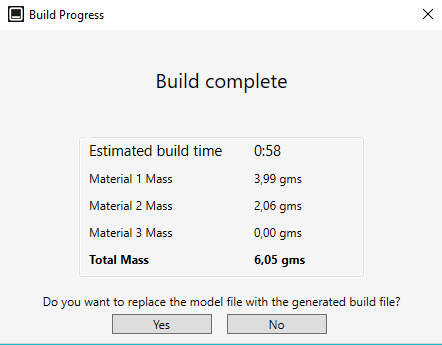 Build Progress
Build complete
Estimated build time 0:58
Material 1 Mass 3,99 gms
Material 2 Mass 2,06 gms
Material 3 Mass 0,00 gms
Total Mass 6,05 gms
Do you want to replace the model file with the generated build file?
Yes No